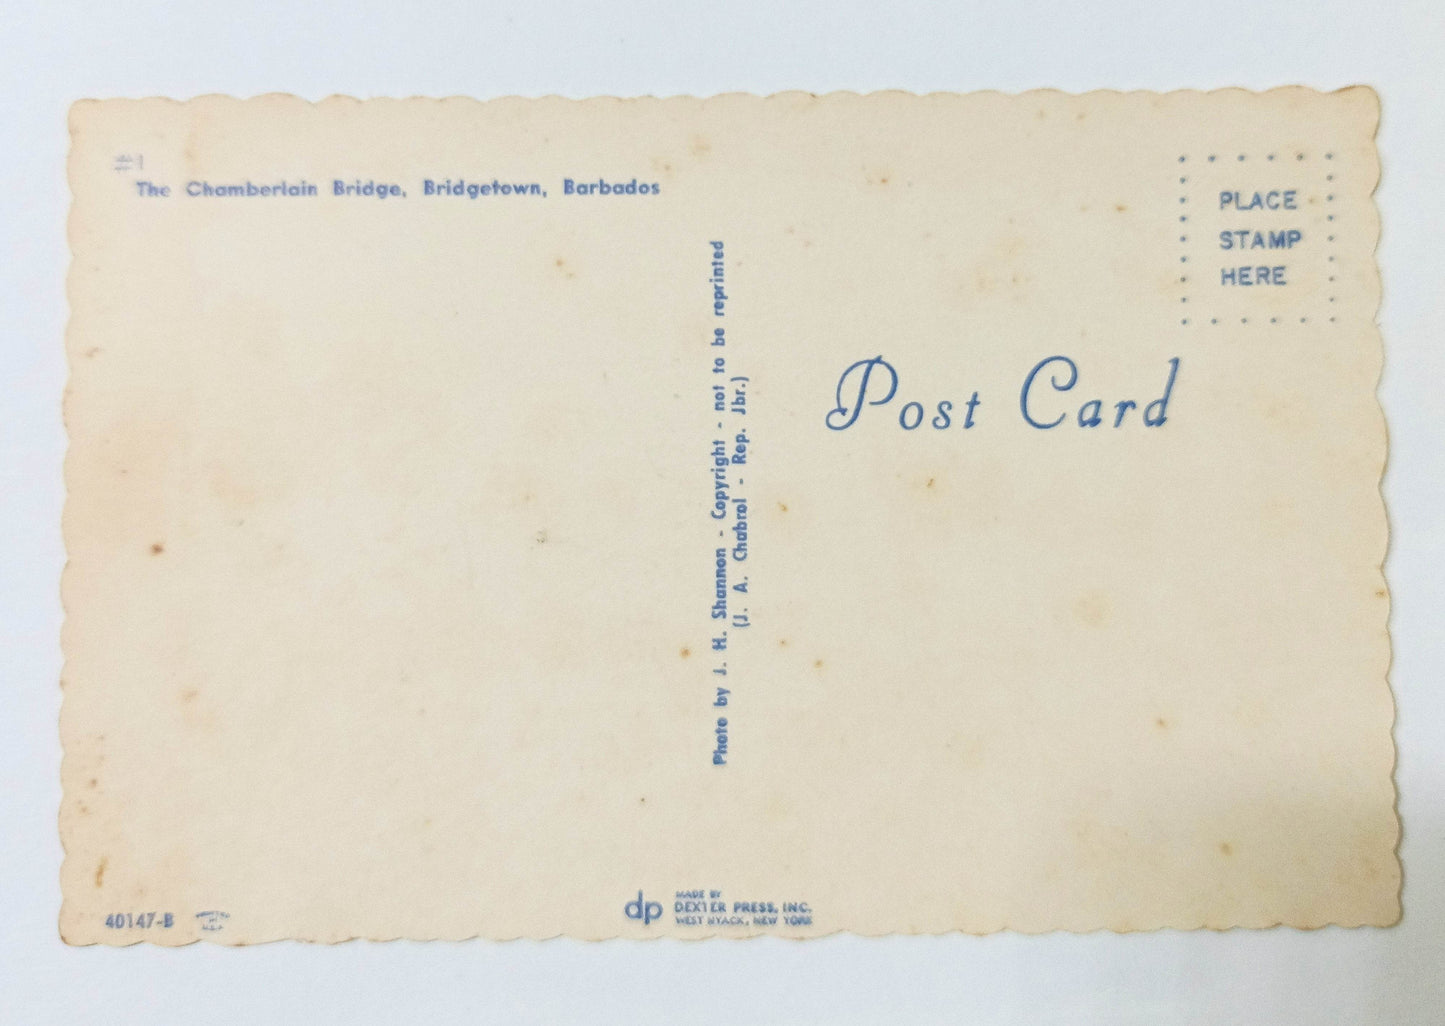 #1
The Chamberlain Bridge, Bridgetown, Barbados
PLACE
STAMP
HERE
Photo by J. H. Shannon - Copyright - not to be reprinted
(J. A. Chabrol - Rep. Jbr.)
Post Card
40147-B
dp
MADE BY
DEXTER PRESS, INC.
WEST NYACK, NEW YORK